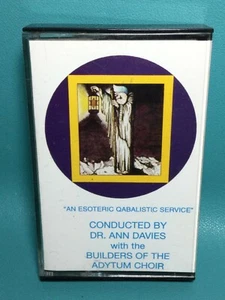 "AN ESOTERIC QABALISTIC SERVICE"
CONDUCTED BY
DR. ANN DAVIES
with the
BUILDERS OF THE
ADYTUM CHOIR